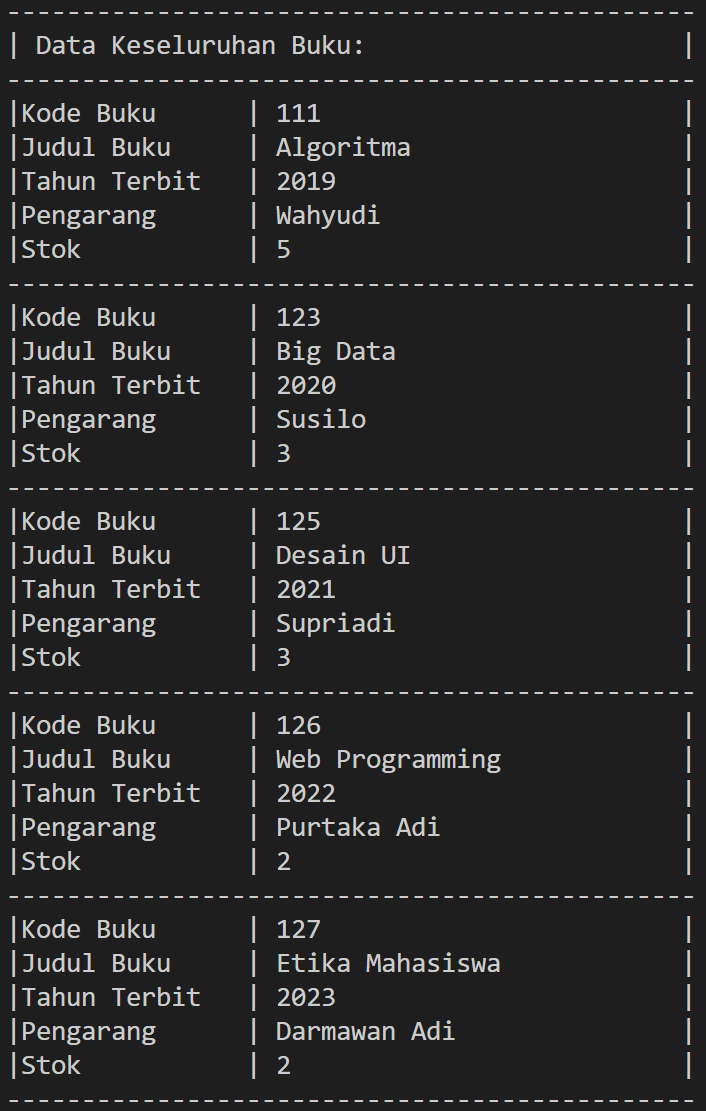 ----------------------------------------------
| Data Keseluruhan Buku:                     |
----------------------------------------------
|Kode Buku      | 111                        |
|Judul Buku     | Algoritma                  |
|Tahun Terbit   | 2019                       |
|Pengarang      | Wahyudi                    |
|Stok           | 5                          |
----------------------------------------------
|Kode Buku      | 123                        |
|Judul Buku     | Big Data                   |
|Tahun Terbit   | 2020                       |
|Pengarang      | Susilo                     |
|Stok           | 3                          |
----------------------------------------------
|Kode Buku      | 125                        |
|Judul Buku     | Desain UI                  |
|Tahun Terbit   | 2021                       |
|Pengarang      | Supriadi                   |
|Stok           | 3                          |
----------------------------------------------
|Kode Buku      | 126                        |
|Judul Buku     | Web Programming            |
|Tahun Terbit   | 2022                       |
|Pengarang      | Purtaka Adi                |
|Stok           | 2                          |
----------------------------------------------
|Kode Buku      | 127                        |
|Judul Buku     | Etika Mahasiswa            |
|Tahun Terbit   | 2023                       |
|Pengarang      | Darmawan Adi               |
|Stok           | 2                          |
----------------------------------------------